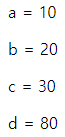 a = 10
b = 20
c = 30
d = 80